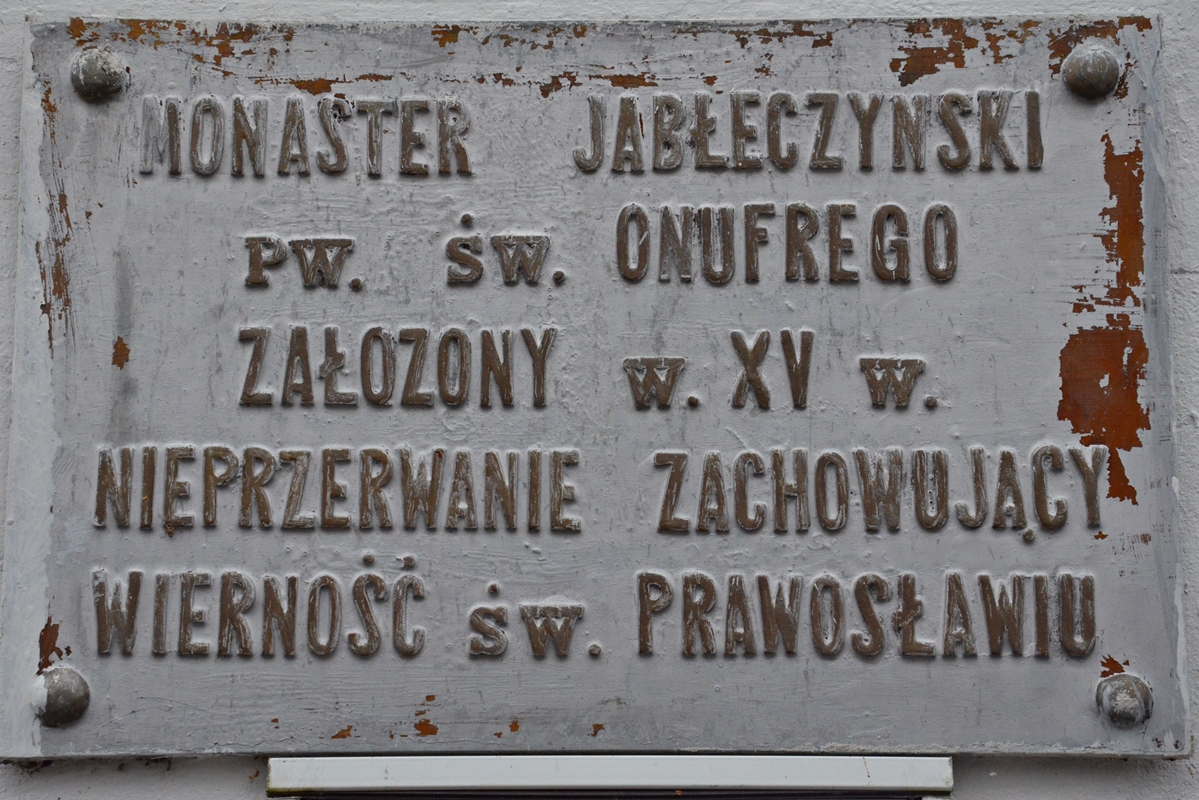 MONASTER JABŁECZYNSKI
pw. św. ONUFREGO
ZAŁOZONY w. XV w.
NIEPRZERWANIE ZACHOWUJĄCY
WIERNOŚĆ św. PRAWOSŁAWIU